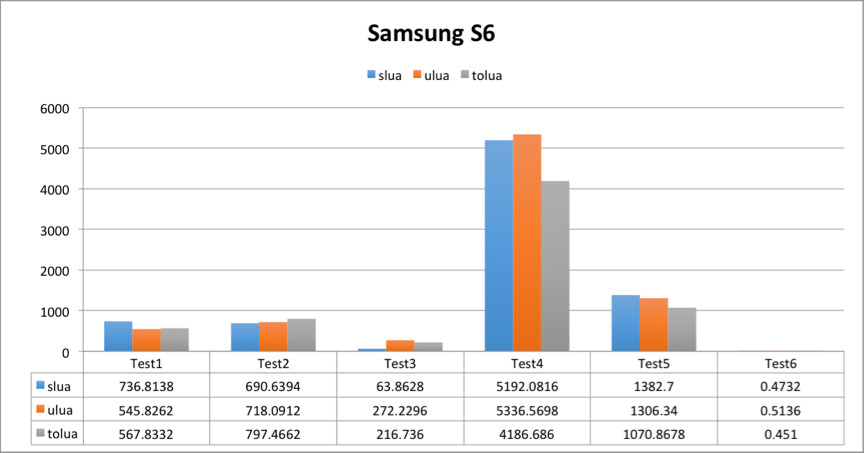 Samsung S6
slua ulua tolua
6000
5000
4000
3000
2000
1000
0
Test1 Test2 Test3 Test4 Test5 Test6
slua 736.8138 690.6394 63.8628 5192.0816 1382.7 0.4732
ulua 545.8262 718.0912 272.2296 5336.5698 1306.34 0.5136
tolua 567.8332 797.4662 216.736 4186.686 1070.8678 0.451